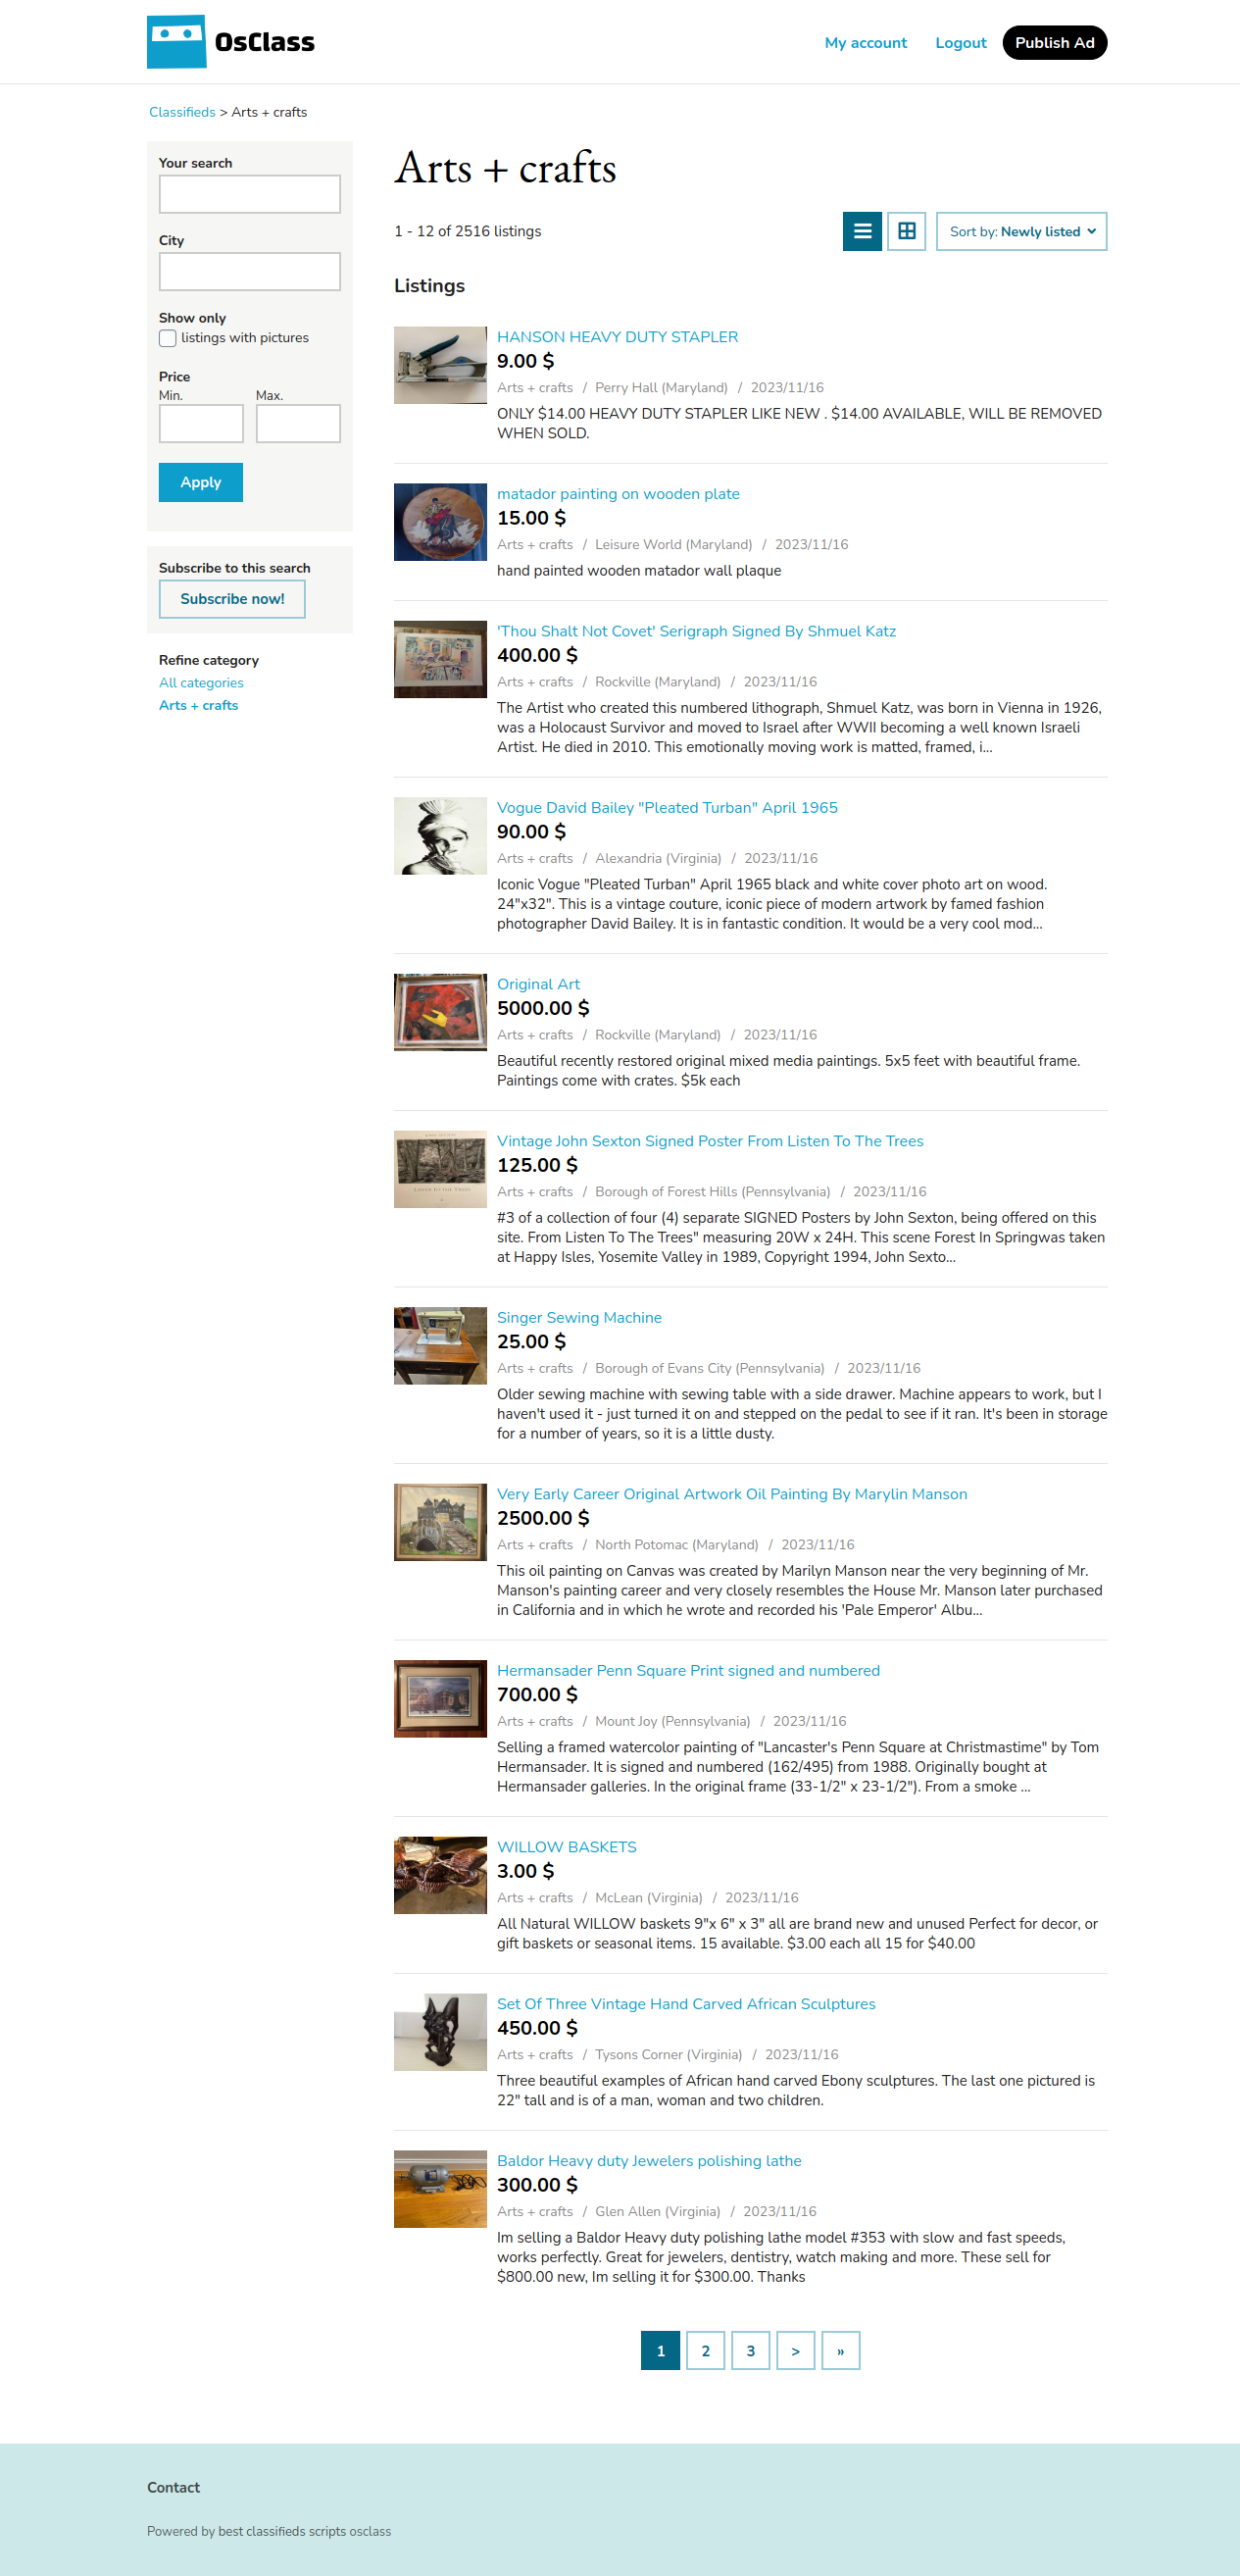 OsClass
My account Logout Publish Ad
Classifieds > Arts + crafts
Your search
City
Show only
listings with pictures
Price
Min. Max.
Apply
Subscribe to this search
Subscribe now!
Refine category
All categories
Arts + crafts
Arts + crafts
1 - 12 of 2516 listings
Sort by: Newly listed
Listings
HANSON HEAVY DUTY STAPLER
9.00 $
Arts + crafts / Perry Hall (Maryland) / 2023/11/16
ONLY $14.00 HEAVY DUTY STAPLER LIKE NEW . $14.00 AVAILABLE, WILL BE REMOVED
WHEN SOLD.
matador painting on wooden plate
15.00 $
Arts + crafts / Leisure World (Maryland) / 2023/11/16
hand painted wooden matador wall plaque
'Thou Shalt Not Covet' Serigraph Signed By Shmuel Katz
400.00 $
Arts + crafts / Rockville (Maryland) / 2023/11/16
The Artist who created this numbered lithograph, Shmuel Katz, was born in Vienna in 1926,
was a Holocaust Survivor and moved to Israel after WWII becoming a well known Israeli
Artist. He died in 2010. This emotionally moving work is matted, framed, i...
Vogue David Bailey "Pleated Turban" April 1965
90.00 $
Arts + crafts / Alexandria (Virginia) / 2023/11/16
Iconic Vogue "Pleated Turban" April 1965 black and white cover photo art on wood.
24"x32". This is a vintage couture, iconic piece of modern artwork by famed fashion
photographer David Bailey. It is in fantastic condition. It would be a very cool mod...
Original Art
5000.00 $
Arts + crafts / Rockville (Maryland) / 2023/11/16
Beautiful recently restored original mixed media paintings. 5x5 feet with beautiful frame.
Paintings come with crates. $5k each
Vintage John Sexton Signed Poster From Listen To The Trees
125.00 $
Arts + crafts / Borough of Forest Hills (Pennsylvania) / 2023/11/16
#3 of a collection of four (4) separate SIGNED Posters by John Sexton, being offered on this
site. From Listen To The Trees" measuring 20W x 24H. This scene Forest In Springwas taken
at Happy Isles, Yosemite Valley in 1989, Copyright 1994, John Sexto...
Singer Sewing Machine
25.00 $
Arts + crafts / Borough of Evans City (Pennsylvania) / 2023/11/16
Older sewing machine with sewing table with a side drawer. Machine appears to work, but I
haven't used it - just turned it on and stepped on the pedal to see if it ran. It's been in storage
for a number of years, so it is a little dusty.
Very Early Career Original Artwork Oil Painting By Marylin Manson
2500.00 $
Arts + crafts / North Potomac (Maryland) / 2023/11/16
This oil painting on Canvas was created by Marilyn Manson near the very beginning of Mr.
Manson's painting career and very closely resembles the House Mr. Manson later purchased
in California and in which he wrote and recorded his 'Pale Emperor' Albu...
Hermansader Penn Square Print signed and numbered
700.00 $
Arts + crafts / Mount Joy (Pennsylvania) / 2023/11/16
Selling a framed watercolor painting of "Lancaster's Penn Square at Christmastime" by Tom
Hermansader. It is signed and numbered (162/495) from 1988. Originally bought at
Hermansader galleries. In the original frame (33-1/2" x 23-1/2"). From a smoke ...
WILLOW BASKETS
3.00 $
Arts + crafts / McLean (Virginia) / 2023/11/16
All Natural WILLOW baskets 9"x 6" x 3" all are brand new and unused Perfect for decor, or
gift baskets or seasonal items. 15 available. $3.00 each all 15 for $40.00
Set Of Three Vintage Hand Carved African Sculptures
450.00 $
Arts + crafts / Tysons Corner (Virginia) / 2023/11/16
Three beautiful examples of African hand carved Ebony sculptures. The last one pictured is
22" tall and is of a man, woman and two children.
Baldor Heavy duty Jewelers polishing lathe
300.00 $
Arts + crafts / Glen Allen (Virginia) / 2023/11/16
Im selling a Baldor Heavy duty polishing lathe model #353 with slow and fast speeds,
works perfectly. Great for jewelers, dentistry, watch making and more. These sell for
$800.00 new, Im selling it for $300.00. Thanks
1 2 3 > »
Contact
Powered by best classifieds scripts osclass